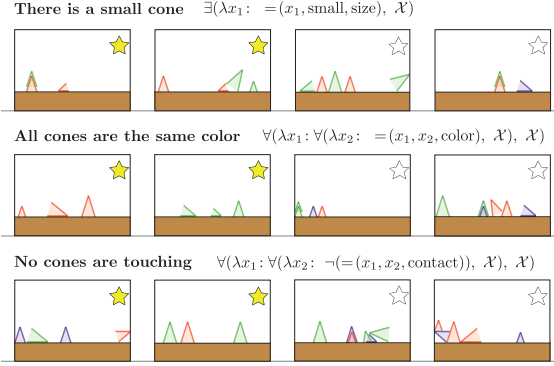 There is a small cone ∃(λx₁: =(x₁, small, size), 𝒳)
All cones are the same color ∀(λx₁: ∀(λx₂: =(x₁, x₂, color), 𝒳), 𝒳)
No cones are touching ∀(λx₁: ∀(λx₂: ¬(=(x₁, x₂, contact)), 𝒳), 𝒳)